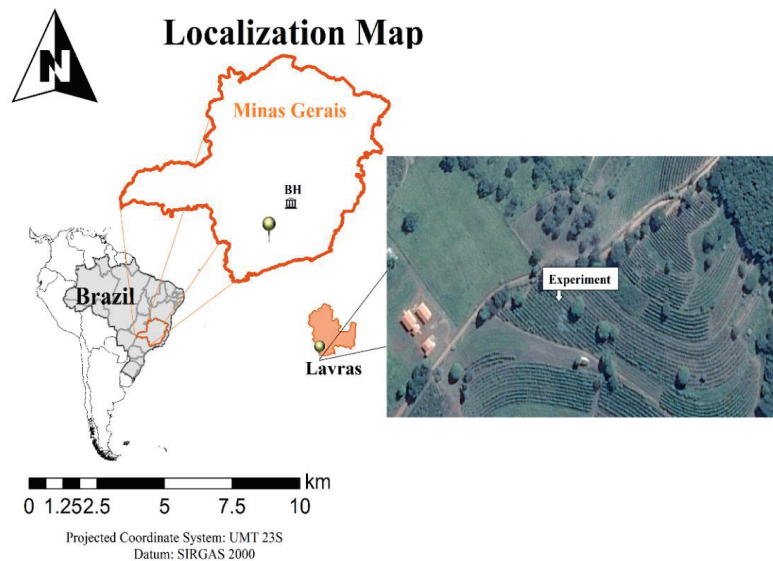 Localization Map
N
Minas Gerais
BH
Brazil
Experiment
Lavras
km
0 1.252.5 5 7.5 10
Projected Coordinate System: UMT 23S
Datum: SIRGAS 2000